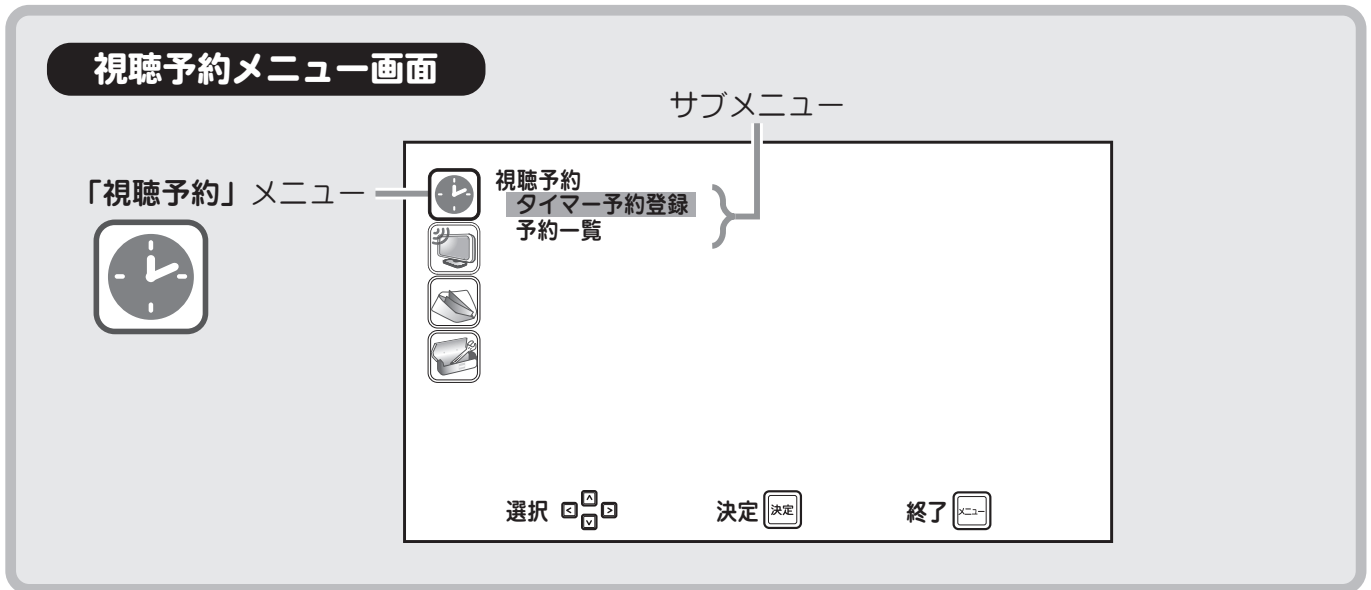 視聴予約メニュー画面
サブメニュー
「視聴予約」メニュー
視聴予約
タイマー予約登録
予約一覧
選択 決定 決定 終了 メニュー